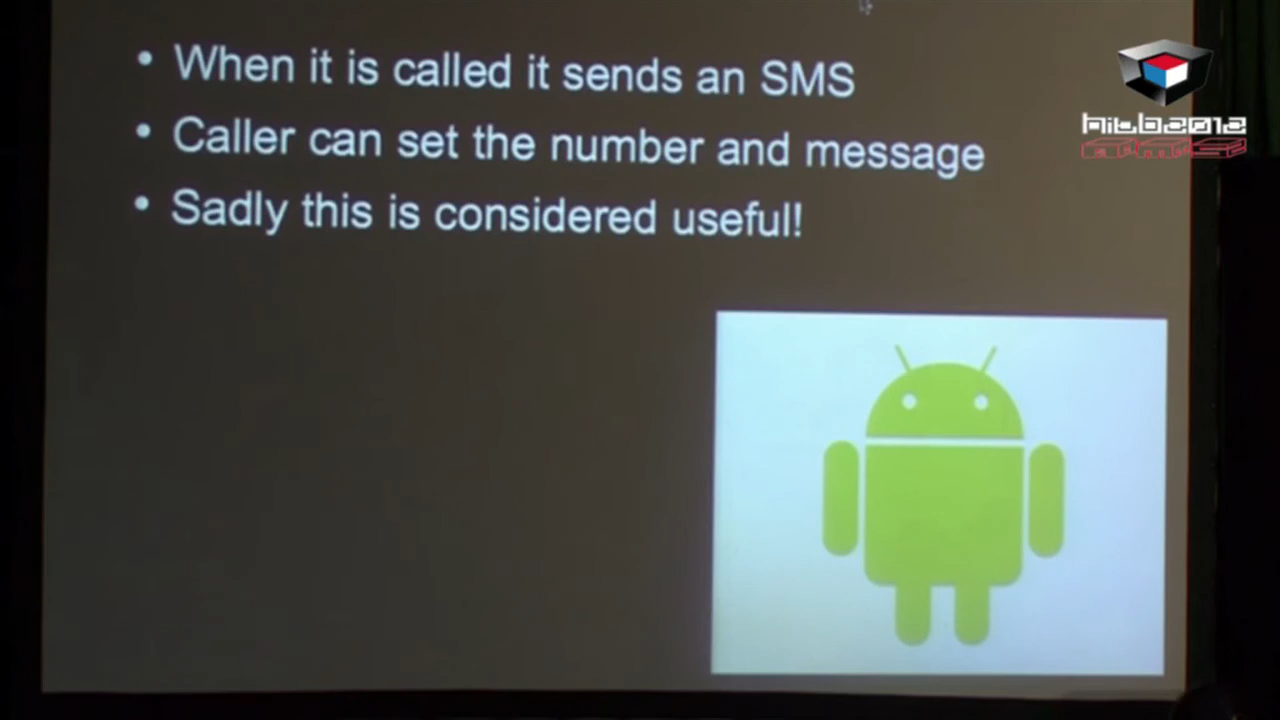 • When it is called it sends an SMS
• Caller can set the number and message
• Sadly this is considered useful!
hitb2012